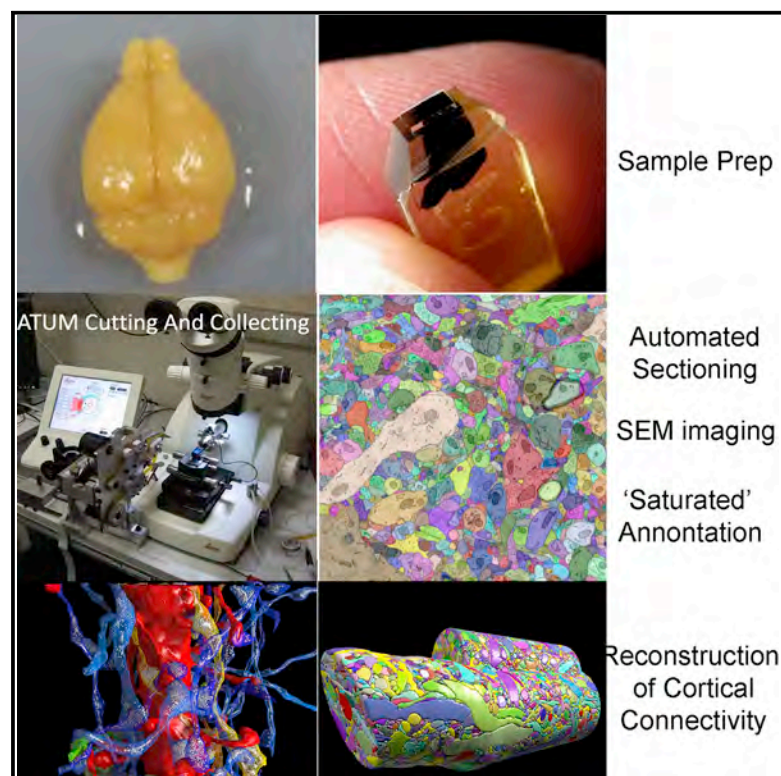 Sample Prep
ATUM Cutting And Collecting
Automated
Sectioning
SEM imaging
‘Saturated’
Annontation
Reconstruction
of Cortical
Connectivity